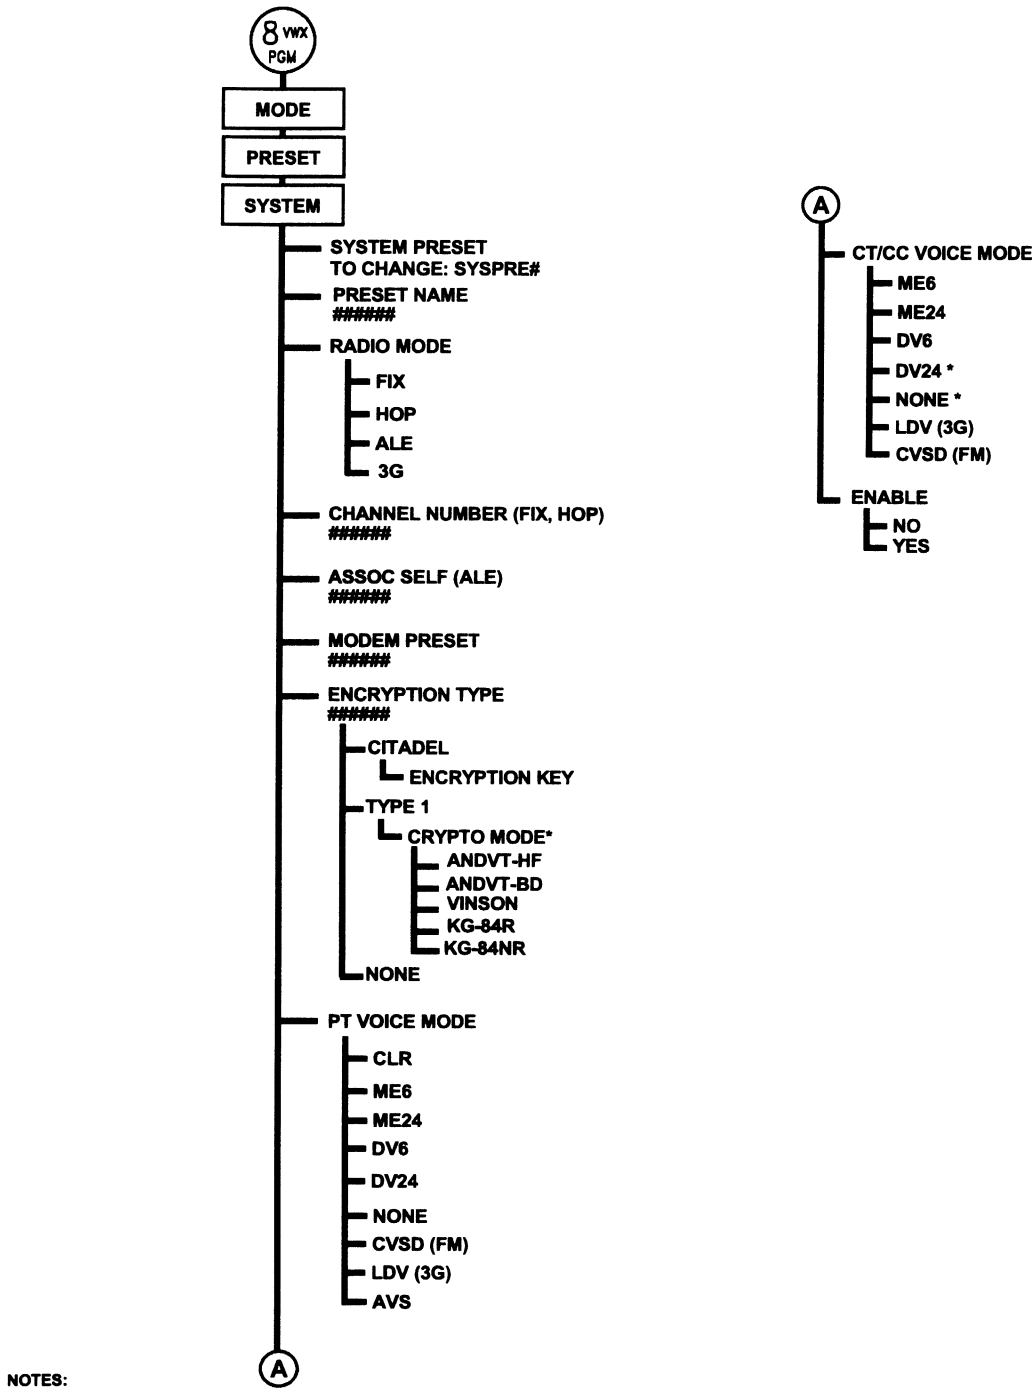 8 VWX
PGM
MODE
PRESET
SYSTEM
SYSTEM PRESET
TO CHANGE: SYSPRE#
PRESET NAME
######
RADIO MODE
FIX
HOP
ALE
3G
CHANNEL NUMBER (FIX, HOP)
######
ASSOC SELF (ALE)
######
MODEM PRESET
######
ENCRYPTION TYPE
######
CITADEL
ENCRYPTION KEY
TYPE 1
CRYPTO MODE*
ANDVT-HF
ANDVT-BD
VINSON
KG-84R
KG-84NR
NONE
PT VOICE MODE
CLR
ME6
ME24
DV6
DV24
NONE
CVSD (FM)
LDV (3G)
AVS
A
A
CT/CC VOICE MODE
ME6
ME24
DV6
DV24 *
NONE *
LDV (3G)
CVSD (FM)
ENABLE
NO
YES
NOTES: